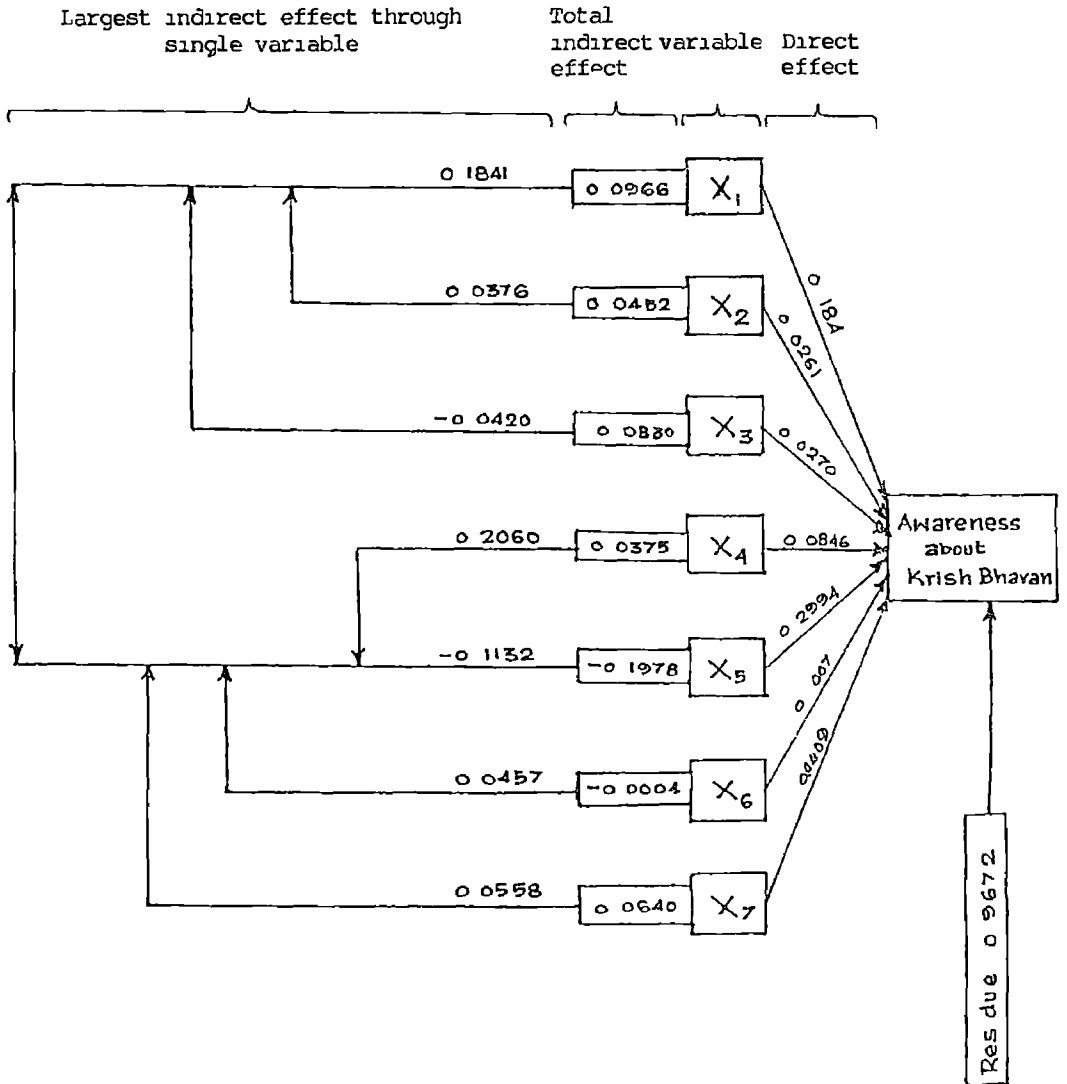 Largest indirect effect through
single variable
Total
indirect variable Direct
effect effect
0 1841
0 0966
X1
0 184
0 0376
0 0482
X2
0 0261
-0 0420
0 0830
X3
0 0270
0 2060
0 0375
X4
0 0846
Awareness
about
Krish Bhavan
-0 1132
-0 1978
X5
0 2994
0 0457
-0 0004
X6
0 007
0 0558
0 0640
X7
0 0409
Res due 0 9672